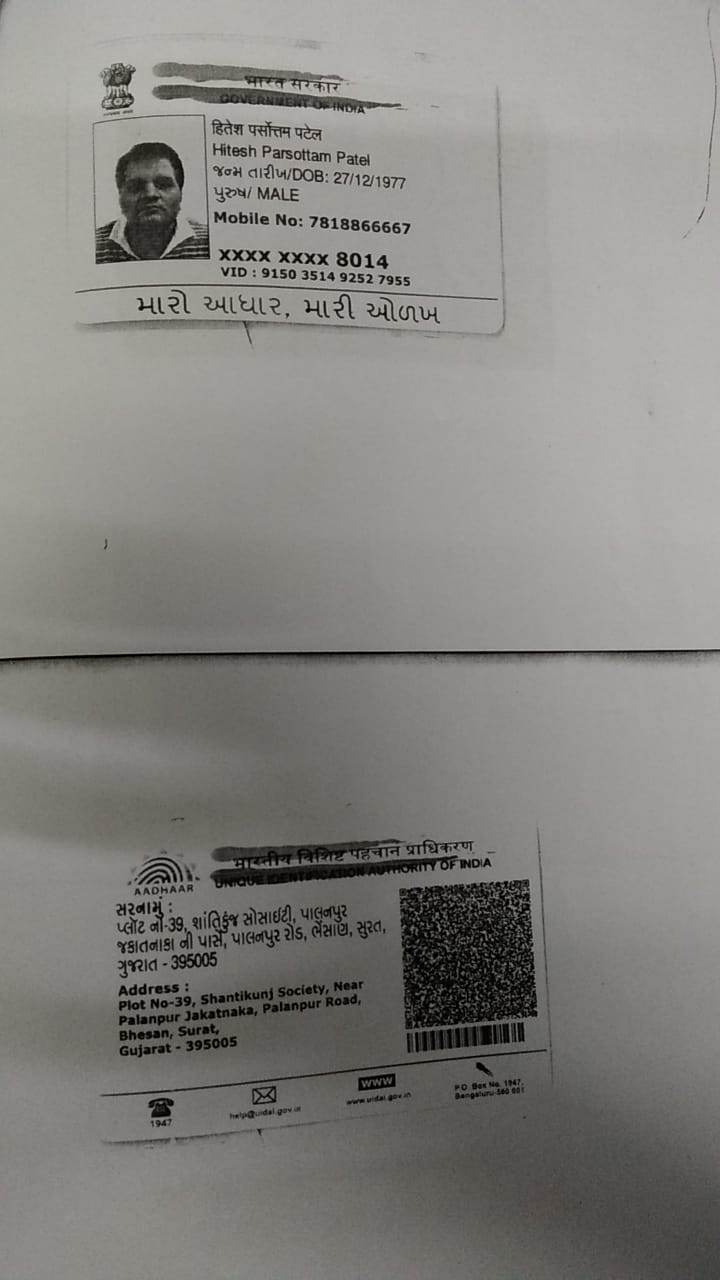 भारत सरकार
GOVERNMENT OF INDIA
हितेश पर्सोत्तम पटेल
Hitesh Parsottam Patel
જન્મ તારીખ/DOB: 27/12/1977
પુરુષ/ MALE
Mobile No: 7818866667
XXXX XXXX 8014
VID : 9150 3514 9252 7955
મારો આધાર, મારી ઓળખ
भारतीय विशिष्ट पहचान प्राधिकरण
UNIQUE IDENTIFICATION AUTHORITY OF INDIA
AADHAAR
સરનામું :
પ્લૉટ નૌ-39, શાંતિકુંજ સોસાઇટી, પાલનપુર
જકાતનાકા ની પાસે, પાલનપુર રોડ, ભેંસાણ, સુરત,
ગુજરાત - 395005
Address :
Plot No-39, Shantikunj Society, Near
Palanpur Jakatnaka, Palanpur Road,
Bhesan, Surat,
Gujarat - 395005
1947
help@uidai.gov.in
www
www.uidai.gov.in
P.O. Box No. 1947,
Bengaluru-560 001